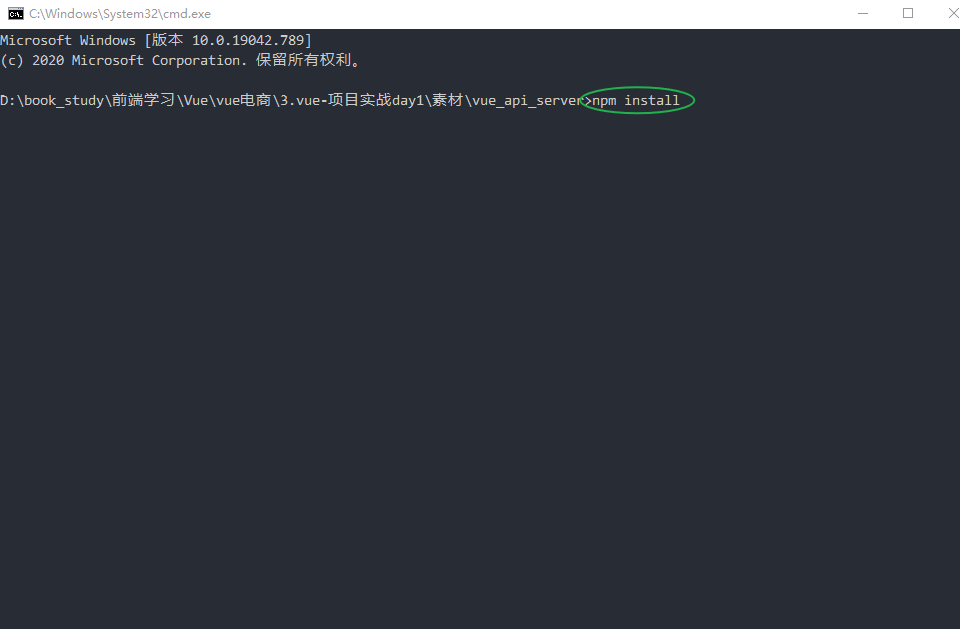 C:\Windows\System32\cmd.exe
Microsoft Windows [版本 10.0.19042.789]
(c) 2020 Microsoft Corporation. 保留所有权利。
D:\book_study\前端学习\Vue\vue电商\3.vue-项目实战day1\素材\vue_api_server>npm install